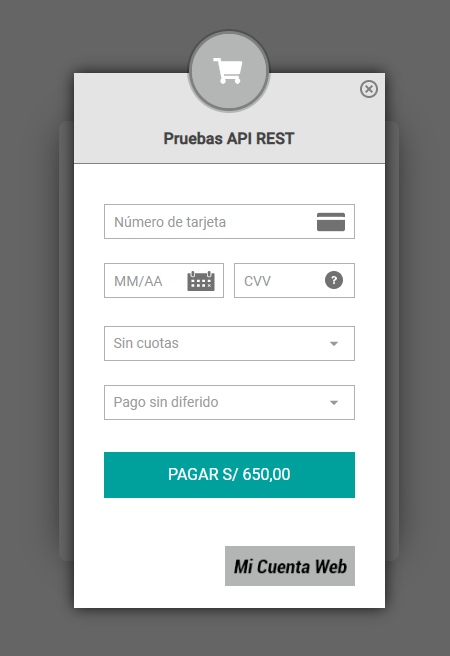 Pruebas API REST
Número de tarjeta
MM/AA
CVV
?
Sin cuotas
Pago sin diferido
PAGAR S/ 650,00
Mi Cuenta Web